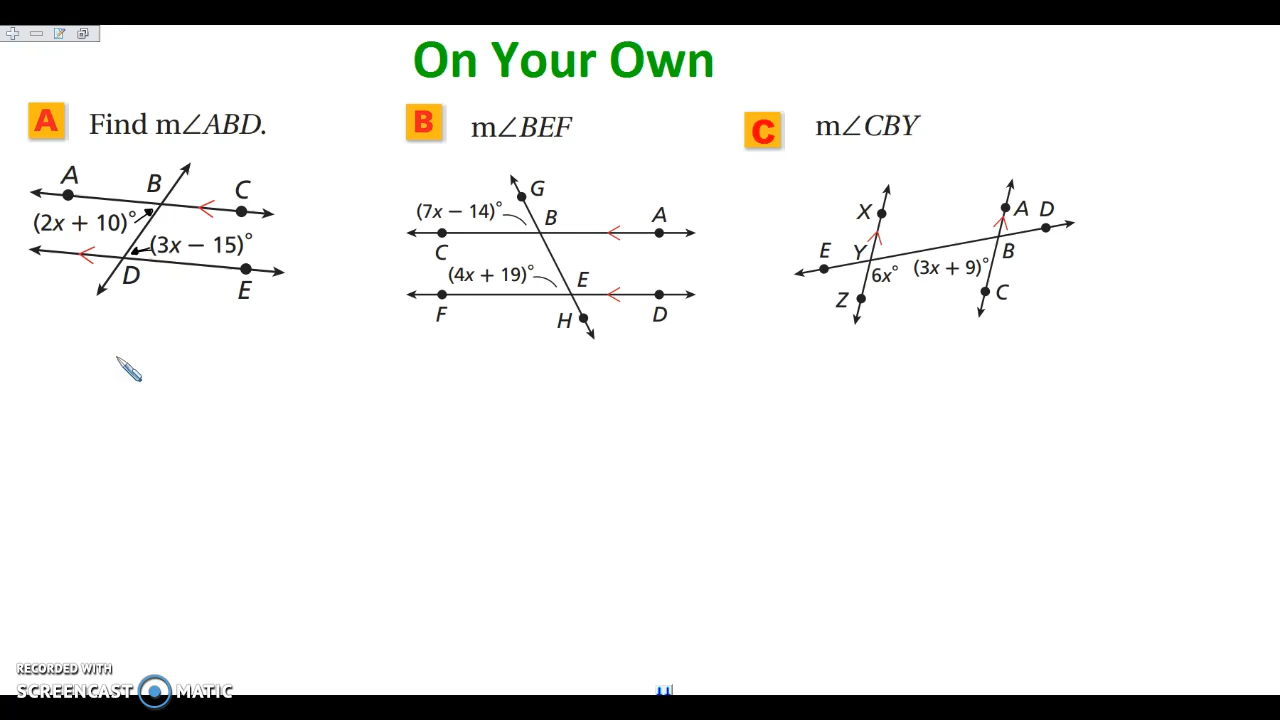 On Your Own
A Find m∠ABD.
A
B
C
(2x + 10)°
(3x − 15)°
D
E
B m∠BEF
G
(7x − 14)°
B
A
C
(4x + 19)°
E
F
H
D
C m∠CBY
X
A D
E
Y
B
6x°
(3x + 9)°
Z
C
RECORDED WITH
SCREENCAST MATIC